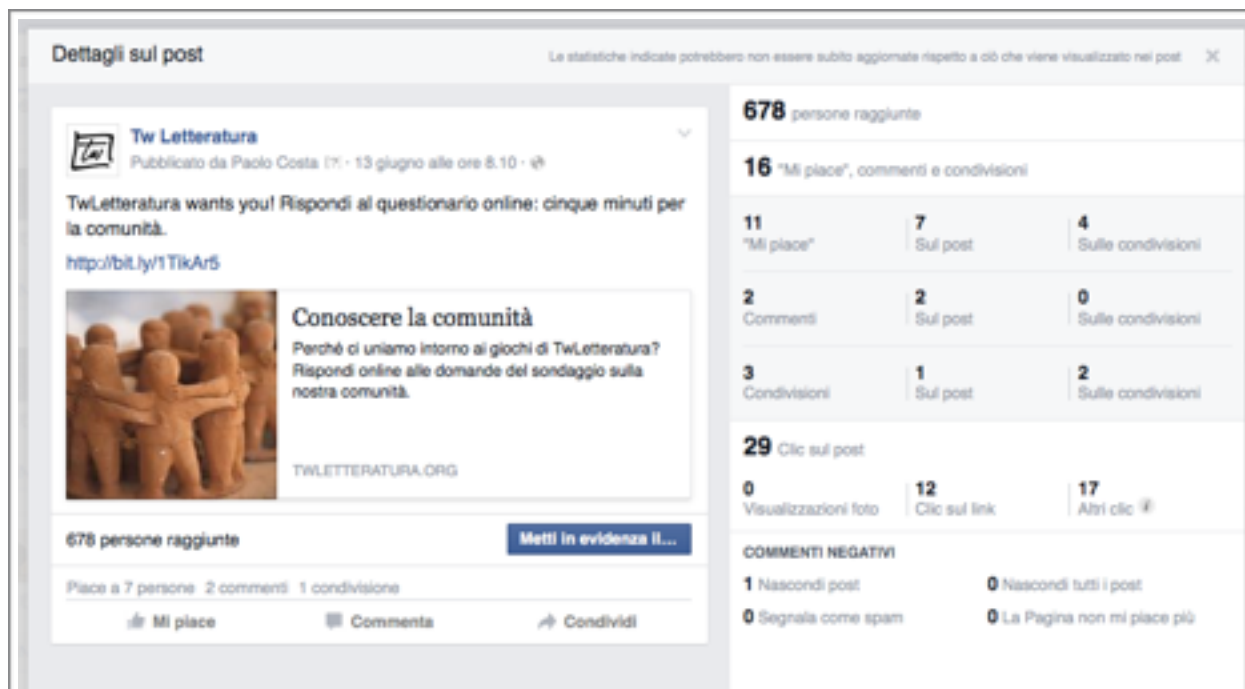 Dettagli sul post
Le statistiche indicate potrebbero non essere subito aggiornate rispetto a ciò che viene visualizzato nei post
Tw Letteratura
Pubblicato da Paolo Costa [?] · 13 giugno alle ore 8.10 ·
TwLetteratura wants you! Rispondi al questionario online: cinque minuti per
la comunità.
http://bit.ly/1TikAr5
Conoscere la comunità
Perché ci uniamo intorno ai giochi di TwLetteratura?
Rispondi online alle domande del sondaggio sulla
nostra comunità.
TWLETTERATURA.ORG
678 persone raggiunte
Metti in evidenza il...
Piace a 7 persone 2 commenti 1 condivisione
Mi piace Commenta Condividi
678 persone raggiunte
16 "Mi piace", commenti e condivisioni
11 7 4
"Mi piace" Sul post Sulle condivisioni
2 2 0
Commenti Sul post Sulle condivisioni
3 1 2
Condivisioni Sul post Sulle condivisioni
29 Clic sul post
0 12 17
Visualizzazioni foto Clic sul link Altri clic
COMMENTI NEGATIVI
1 Nascondi post 0 Nascondi tutti i post
0 Segnala come spam 0 La Pagina non mi piace più